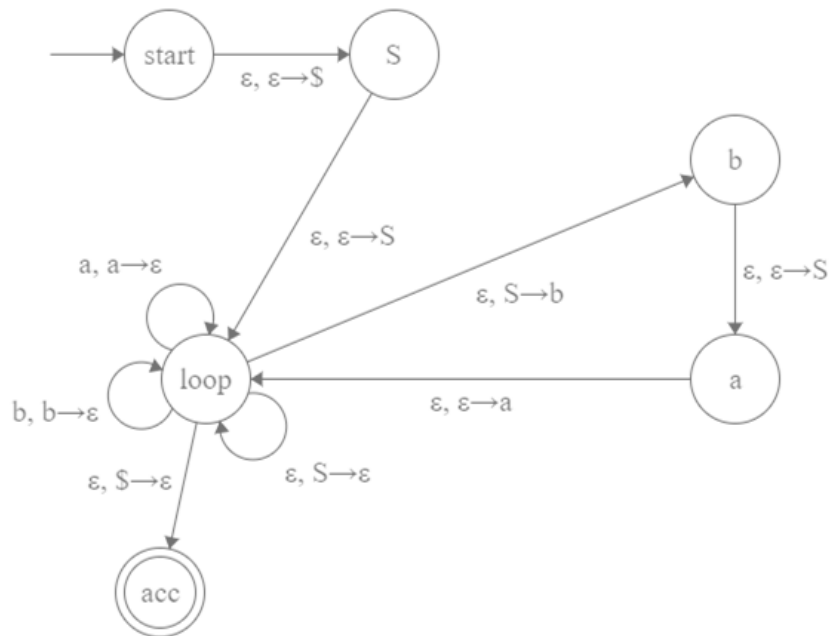 start
S
ε, ε→$
b
ε, ε→S
a, a→ε
ε, ε→S
ε, S→b
loop
a
b, b→ε
ε, ε→a
ε, $→ε
ε, S→ε
acc